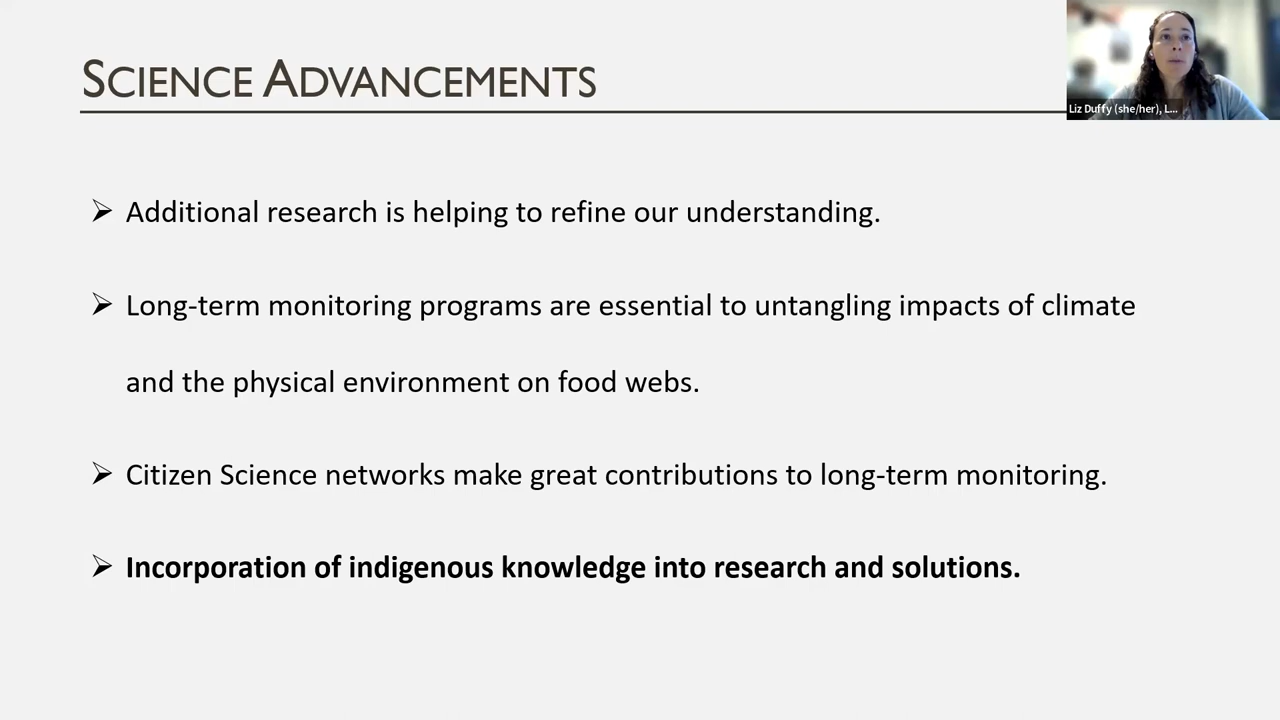 SCIENCE ADVANCEMENTS
Liz Duffy (she/her), L...
➢ Additional research is helping to refine our understanding.
➢ Long-term monitoring programs are essential to untangling impacts of climate
and the physical environment on food webs.
➢ Citizen Science networks make great contributions to long-term monitoring.
➢ Incorporation of indigenous knowledge into research and solutions.